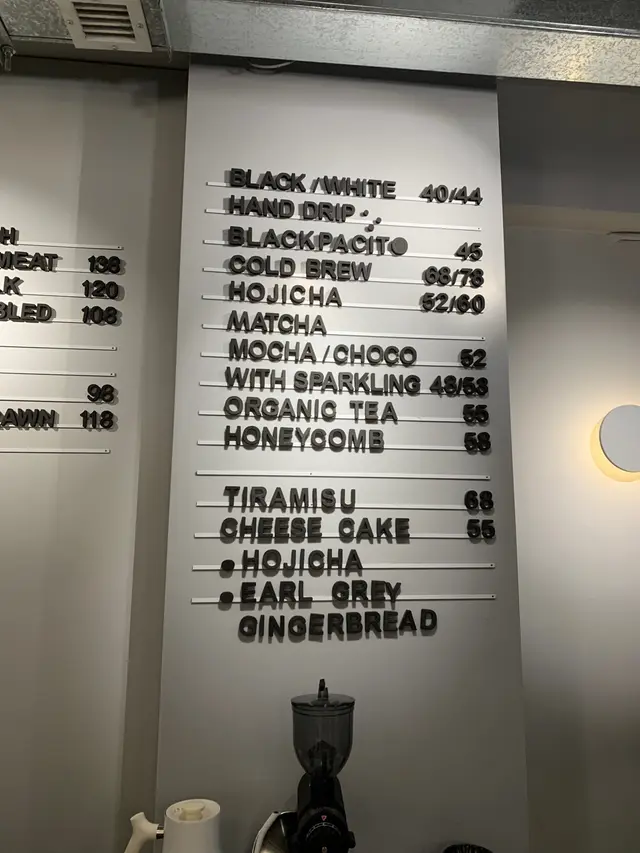 H
MEAT 138
LK 120
BLED 108
98
AWN 118
BLACK/WHITE 40/44
HAND DRIP
BLACKPACITO 45
COLD BREW 68/78
HOJICHA 52/60
MATCHA
MOCHA/CHOCO 52
WITH SPARKLING 48/58
ORGANIC TEA 55
HONEYCOMB 58
TIRAMISU 68
CHEESE CAKE 55
HOJICHA
EARL GREY
GINGERBREAD